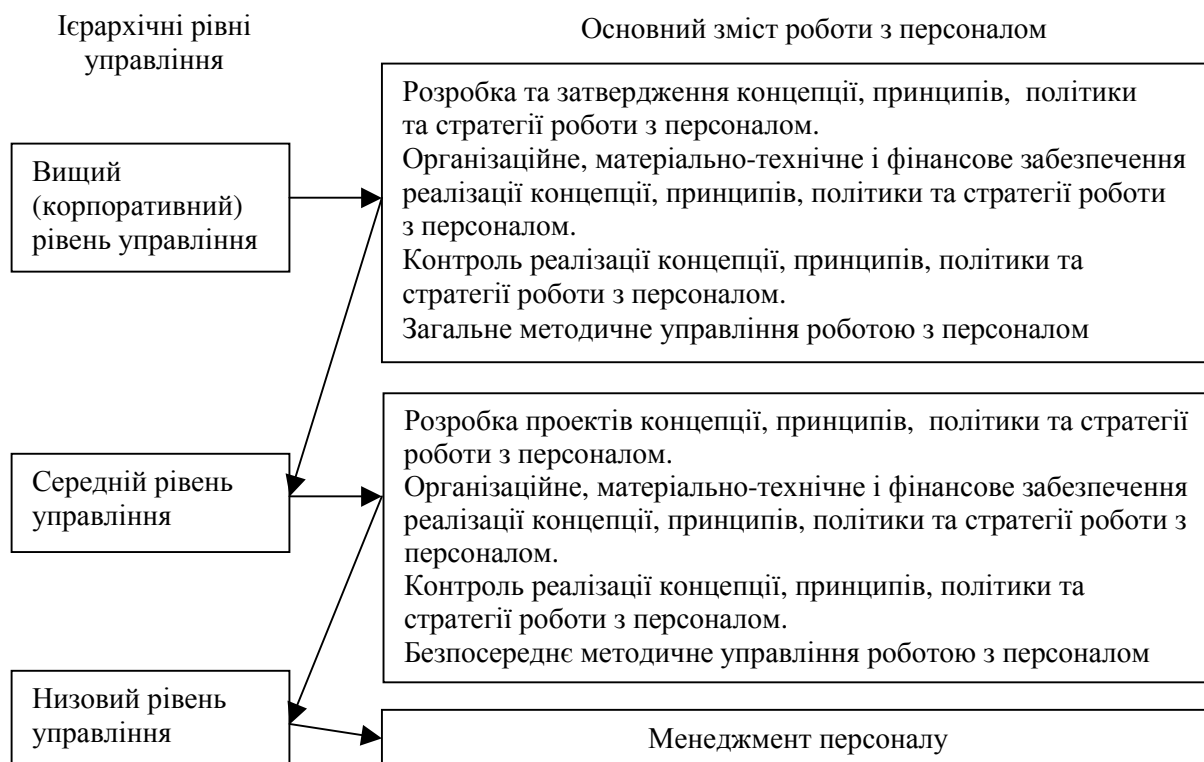 Ієрархічні рівні
управління
Основний зміст роботи з персоналом
Вищий
(корпоративний)
рівень управління
Розробка та затвердження концепції, принципів, політики
та стратегії роботи з персоналом.
Організаційне, матеріально-технічне і фінансове забезпечення
реалізації концепції, принципів, політики та стратегії роботи
з персоналом.
Контроль реалізації концепції, принципів, політики та
стратегії роботи з персоналом.
Загальне методичне управління роботою з персоналом
Середній рівень
управління
Розробка проектів концепції, принципів, політики та стратегії
роботи з персоналом.
Організаційне, матеріально-технічне і фінансове забезпечення
реалізації концепції, принципів, політики та стратегії роботи з
персоналом.
Контроль реалізації концепції, принципів, політики та
стратегії роботи з персоналом.
Безпосереднє методичне управління роботою з персоналом
Низовий рівень
управління
Менеджмент персоналу